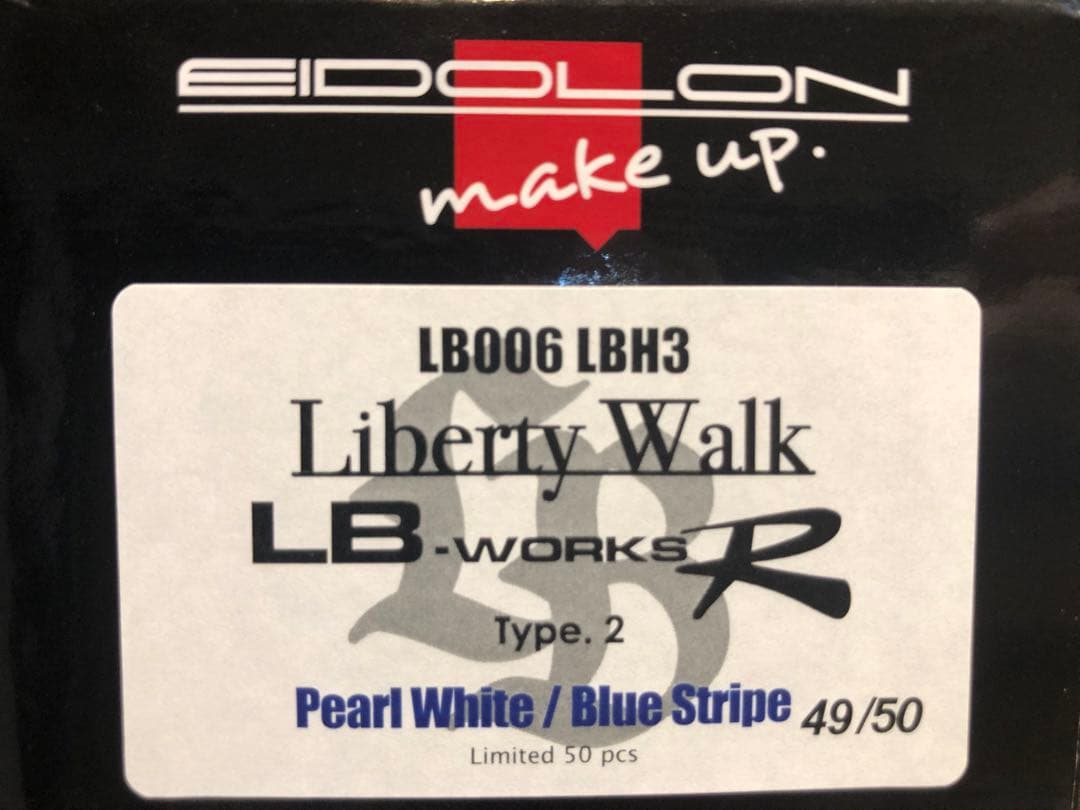 EIDOLON
make up.
LB006 LBH3
Liberty Walk
LB-WORKS R
Type. 2
Pearl White / Blue Stripe 49/50
Limited 50 pcs